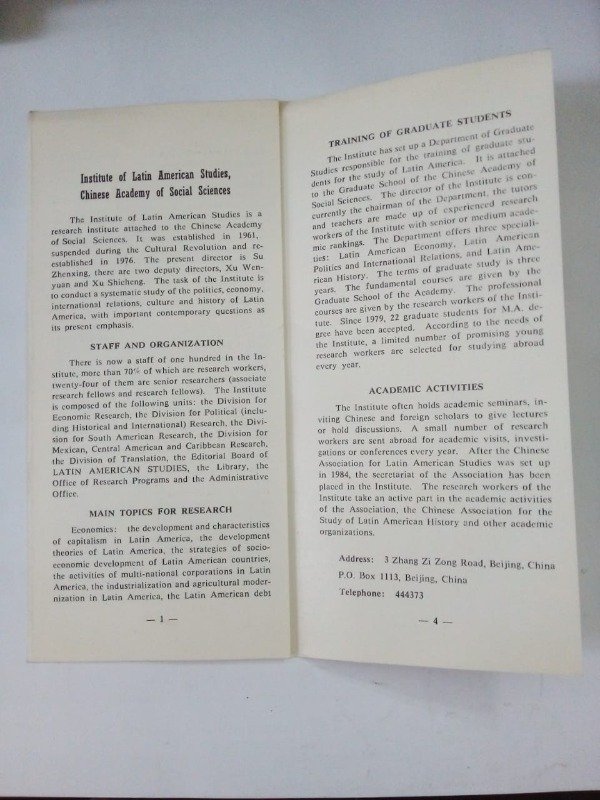 Institute of Latin American Studies,
Chinese Academy of Social Sciences
The Institute of Latin American Studies is a
research institute attached to the Chinese Academy
of Social Sciences. It was established in 1961,
suspended during the Cultural Revolution and re-
established in 1976. The present director is Su
Zhenxing, there are two deputy directors, Xu Wen-
yuan and Xu Shicheng. The task of the Institute is
to conduct a systematic study of the politics, economy,
international relations, culture and history of Latin
America, with important contemporary questions as
its present emphasis.
STAFF AND ORGANIZATION
There is now a staff of one hundred in the In-
stitute, more than 70% of which are research workers,
twenty-four of them are senior researchers (associate
research fellows and research fellows). The Institute
is composed of the following units: the Division for
Economic Research, the Division for Political (inclu-
ding Historical and International) Research, the Divi-
sion for South American Research, the Division for
Mexican, Central American and Caribbean Research,
the Division of Translation, the Editorial Board of
LATIN AMERICAN STUDIES, the Library, the
Office of Research Programs and the Administrative
Office.
MAIN TOPICS FOR RESEARCH
Economics: the development and characteristics
of capitalism in Latin America, the development
theories of Latin America, the strategies of socio-
economic development of Latin American countries,
the activities of multi-national corporations in Latin
America, the industrialization and agricultural moder-
nization in Latin America, the Latin American debt
— 1 —
TRAINING OF GRADUATE STUDENTS
The Institute has set up a Department of Graduate
Studies responsible for the training of graduate stu-
dents for the study of Latin America. It is attached
to the Graduate School of the Chinese Academy of
Social Sciences. The director of the Institute is con-
currently the chairman of the Department, the tutors
and teachers are made up of experienced research
workers of the Institute with senior or medium acade-
mic rankings. The Department offers three speciali-
ties: Latin American Economy, Latin American
Politics and International Relations, and Latin Ame-
rican History. The terms of graduate study is three
years. The fundamental courses are given by the
Graduate School of the Academy. The professional
courses are given by the research workers of the Insti-
tute. Since 1979, 22 graduate students for M.A. de-
gree have been accepted. According to the needs of
the Institute, a limited number of promising young
research workers are selected for studying abroad
every year.
ACADEMIC ACTIVITIES
The Institute often holds academic seminars, in-
viting Chinese and foreign scholars to give lectures
or hold discussions. A small number of research
workers are sent abroad for academic visits, investi-
gations or conferences every year. After the Chinese
Association for Latin American Studies was set up
in 1984, the secretariat of the Association has been
placed in the Institute. The research workers of the
Institute take an active part in the academic activities
of the Association, the Chinese Association for the
Study of Latin American History and other academic
organizations.
Address: 3 Zhang Zi Zong Road, Beijing, China
P.O. Box 1113, Beijing, China
Telephone: 444373
— 4 —